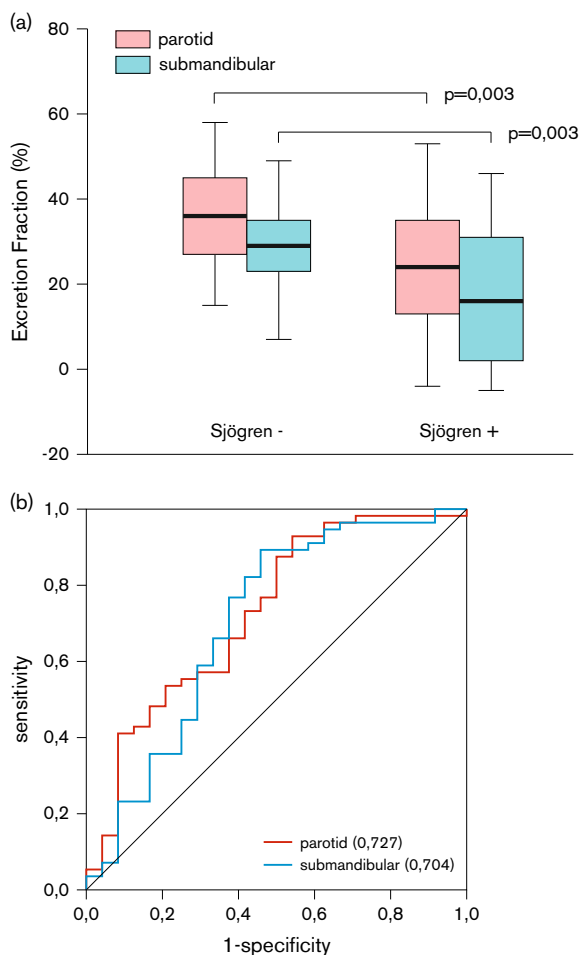 (a)
80
60
40
20
0
-20
Excretion Fraction (%)
parotid
submandibular
p=0,003
p=0,003
Sjögren -
Sjögren +
(b)
1,0
0,8
0,6
0,4
0,2
0,0
sensitivity
parotid (0,727)
submandibular (0,704)
0,0 0,2 0,4 0,6 0,8 1,0
1-specificity